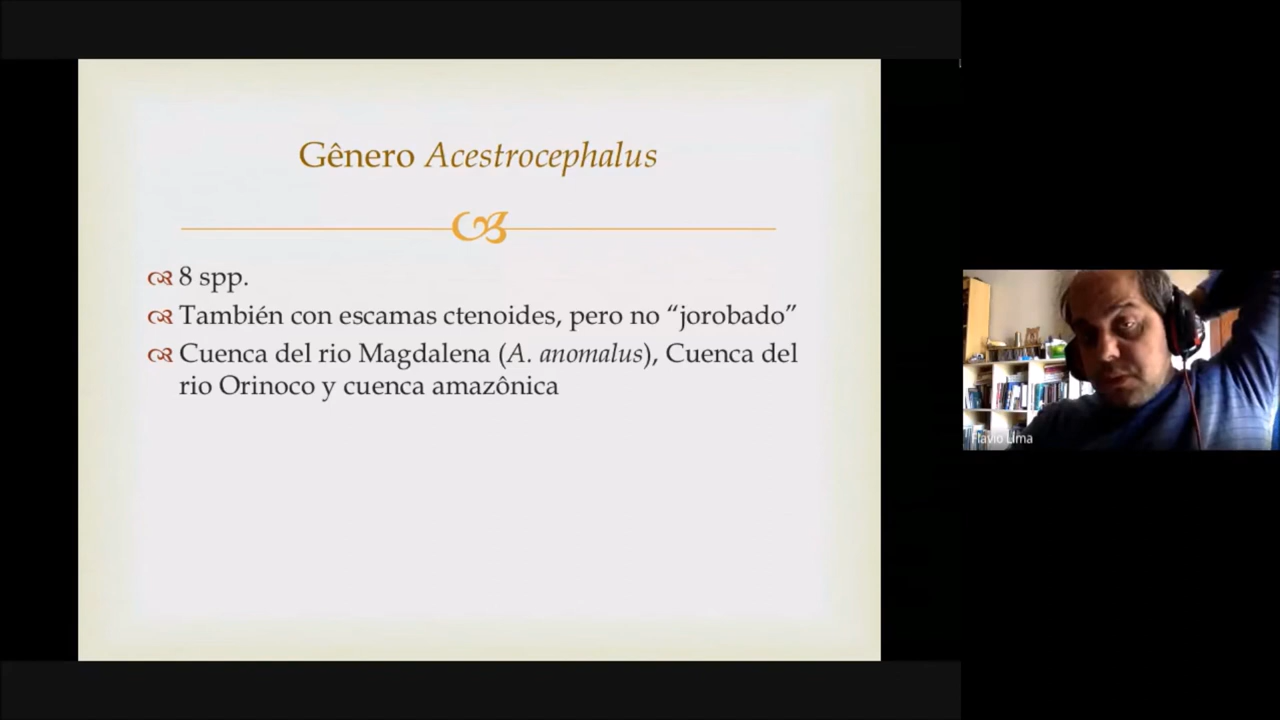 Gênero Acestrocephalus
8 spp.
También con escamas ctenoides, pero no “jorobado”
Cuenca del rio Magdalena (A. anomalus), Cuenca del
rio Orinoco y cuenca amazônica
Flavio Lima